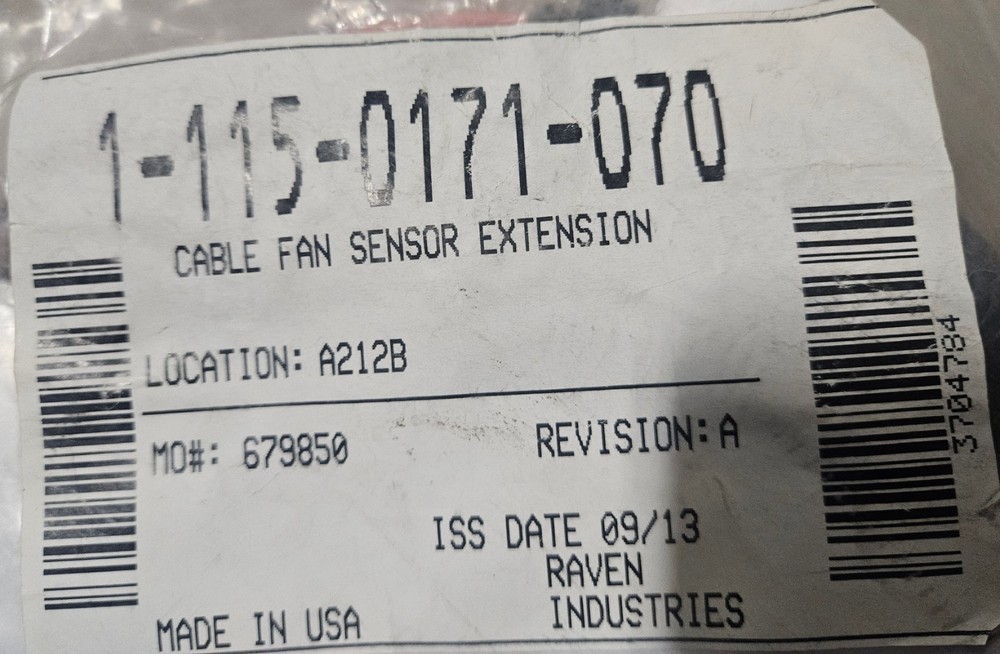 1-115-0171-070
CABLE FAN SENSOR EXTENSION
LOCATION: A212B
MO#: 679850
REVISION: A
3704784
ISS DATE 09/13
RAVEN
INDUSTRIES
MADE IN USA